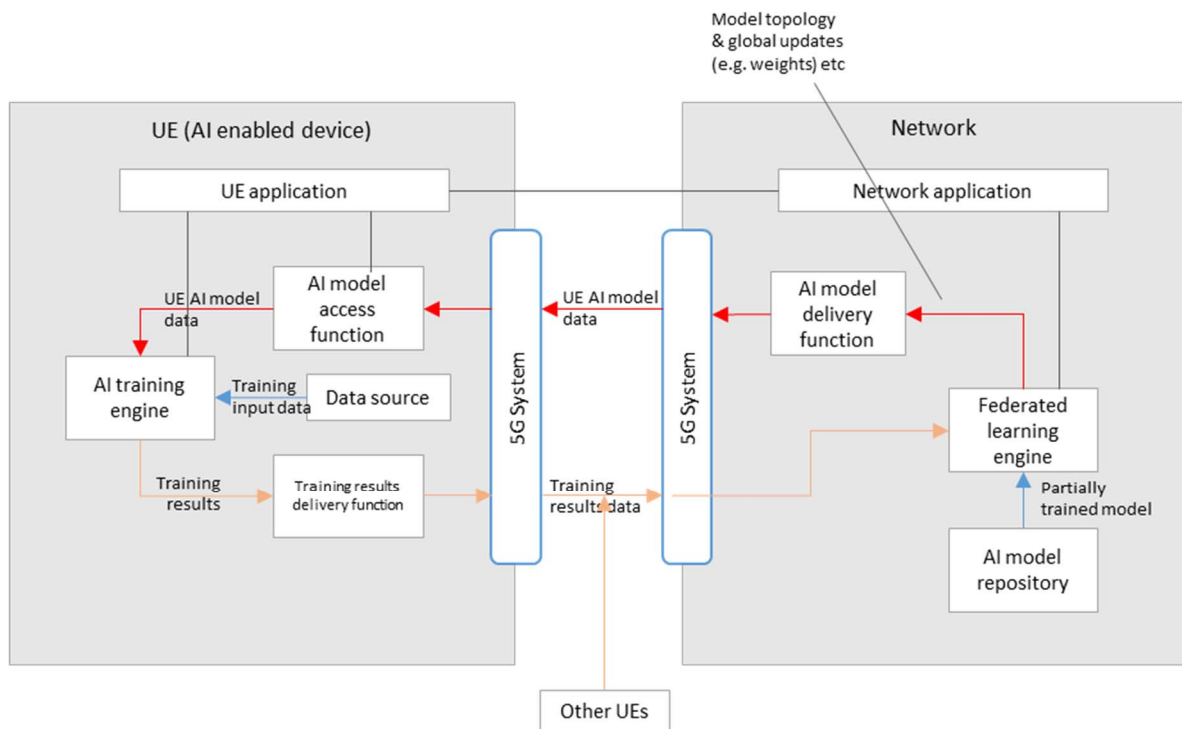 Model topology
& global updates
(e.g. weights) etc
UE (AI enabled device)
Network
UE application
Network application
AI model
access
function
UE AI model
data
5G System
UE AI model
data
5G System
AI model
delivery
function
AI training
engine
Training
input data
Data source
Federated
learning
engine
Training
results
Training results
delivery function
Training
results data
Partially
trained model
AI model
repository
Other UEs